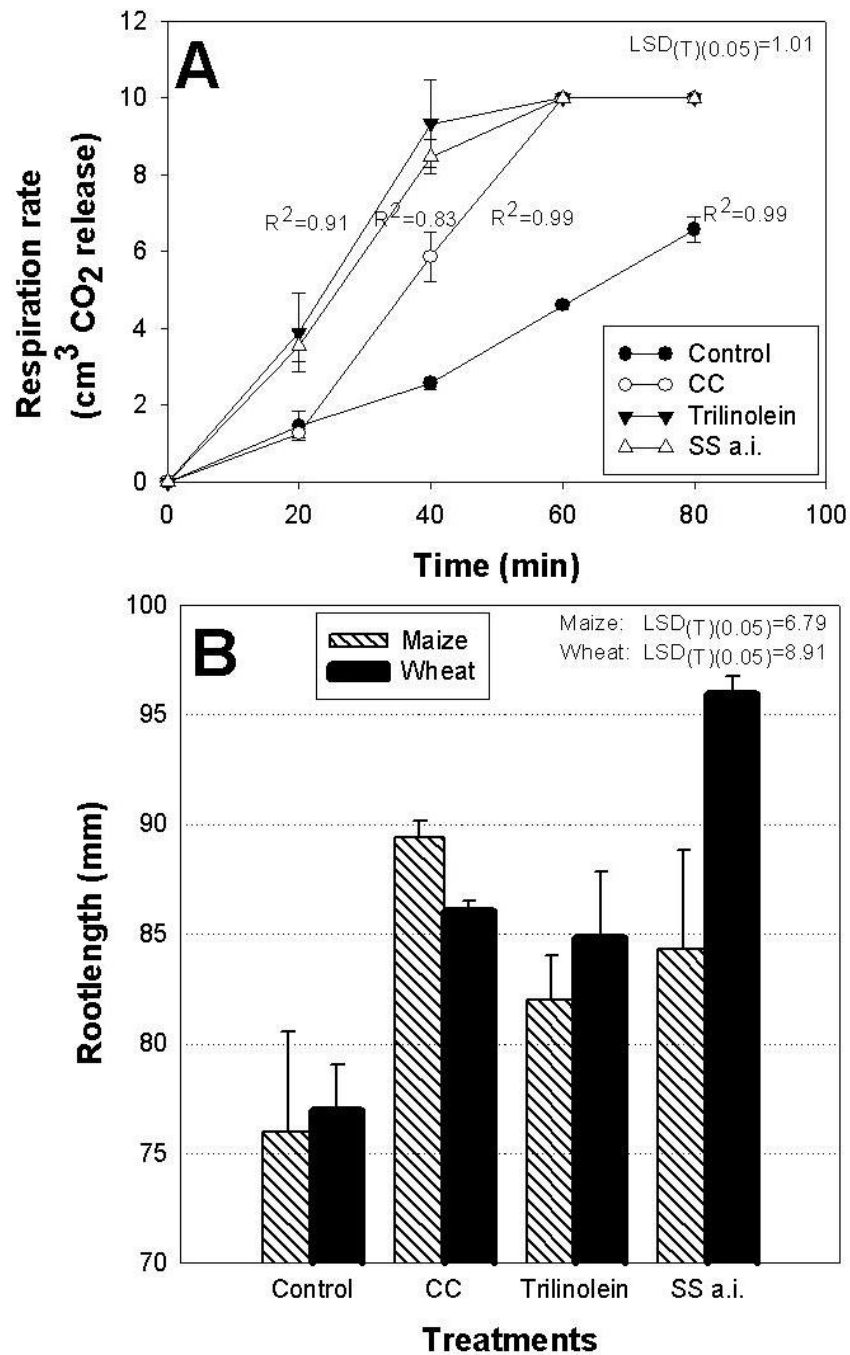 A
LSD(T)(0.05)=1.01
12
10
8
6
4
2
0
Respiration rate
(cm³ CO₂ release)
R²=0.91
R²=0.83
R²=0.99
R²=0.99
Control
CC
Trilinolein
SS a.i.
0 20 40 60 80 100
Time (min)
B
Maize
Wheat
Maize: LSD(T)(0.05)=6.79
Wheat: LSD(T)(0.05)=8.91
100
95
90
85
80
75
70
Rootlength (mm)
Control CC Trilinolein SS a.i.
Treatments